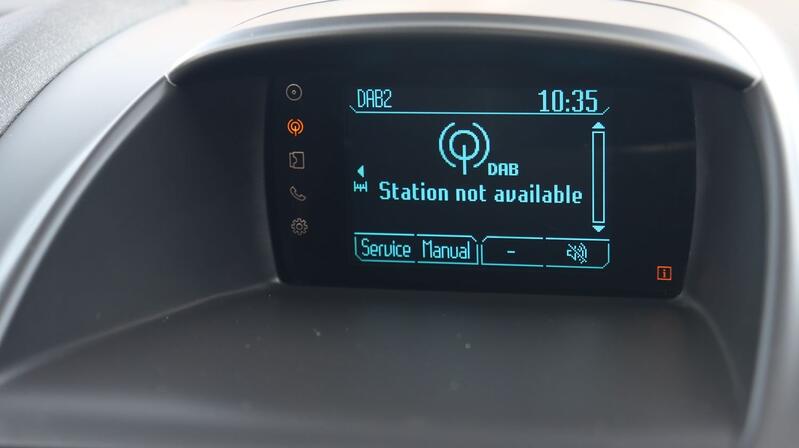 DAB2 10:35
DAB
Station not available
Service Manual -
i